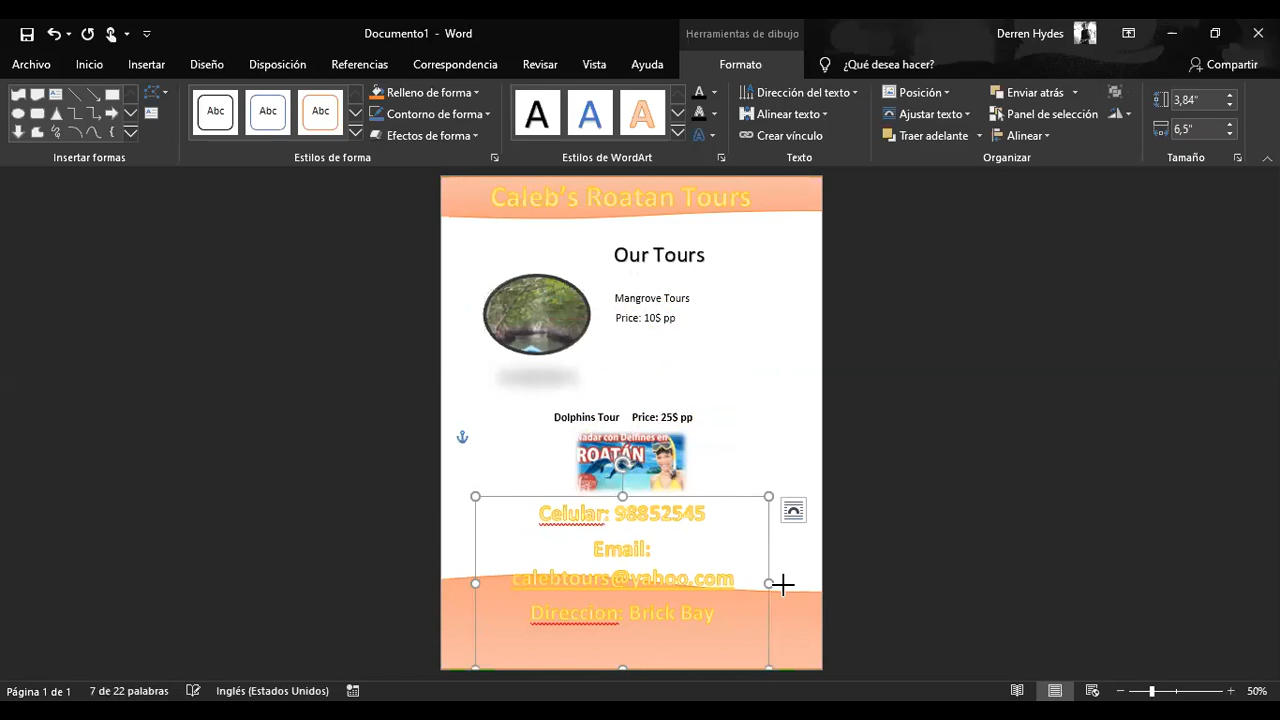 Documento1 - Word
Herramientas de dibujo
Derren Hydes
Archivo
Inicio
Insertar
Diseño
Disposición
Referencias
Correspondencia
Revisar
Vista
Ayuda
Formato
¿Qué desea hacer?
Compartir
Abc
Abc
Abc
Relleno de forma
Contorno de forma
Efectos de forma
A
A
A
A
A
A
Dirección del texto
Alinear texto
Crear vínculo
Posición
Ajustar texto
Traer adelante
Enviar atrás
Panel de selección
Alinear
3,84"
6,5"
Insertar formas
Estilos de forma
Estilos de WordArt
Texto
Organizar
Tamaño
Caleb's Roatan Tours
Our Tours
Mangrove Tours
Price: 10$ pp
Dolphins Tour Price: 25$ pp
Nadar con Delfines en
ROATÁN
Celular: 98852545
Email:
calebtours@yahoo.com
Direccion: Brick Bay
Página 1 de 1
7 de 22 palabras
Inglés (Estados Unidos)
50%